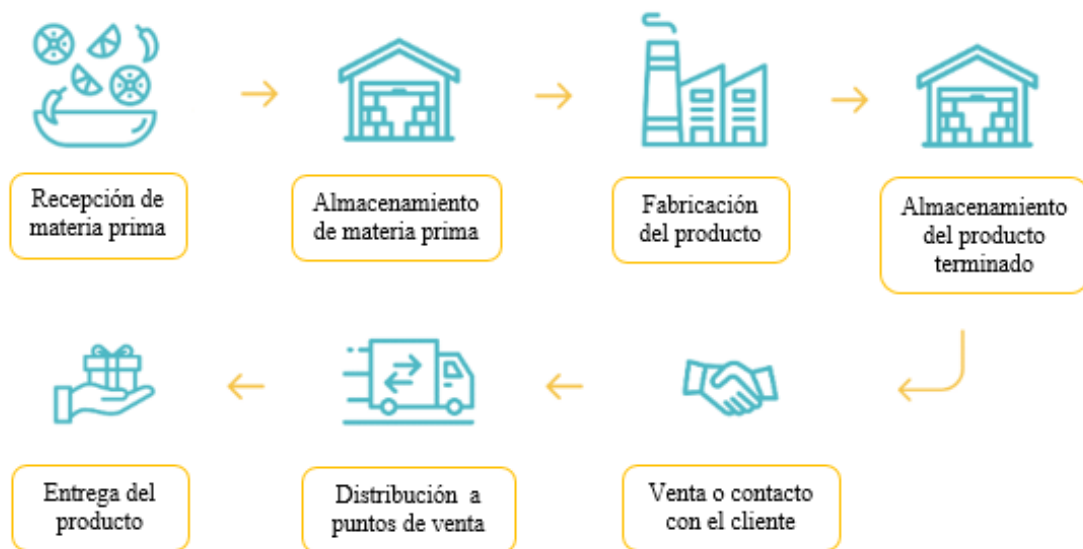 Recepción de
materia prima
Almacenamiento
de materia prima
Fabricación
del producto
Almacenamiento
del producto
terminado
Venta o contacto
con el cliente
Distribución a
puntos de venta
Entrega del
producto